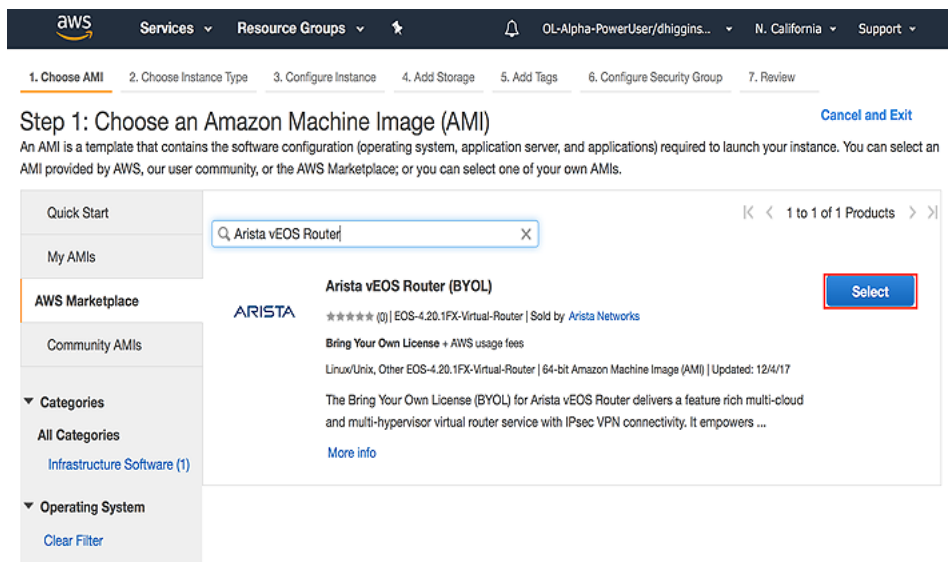 aws Services Resource Groups OL-Alpha-PowerUser/dhiggins... N. California Support
1. Choose AMI 2. Choose Instance Type 3. Configure Instance 4. Add Storage 5. Add Tags 6. Configure Security Group 7. Review
Step 1: Choose an Amazon Machine Image (AMI)
Cancel and Exit
An AMI is a template that contains the software configuration (operating system, application server, and applications) required to launch your instance. You can select an
AMI provided by AWS, our user community, or the AWS Marketplace; or you can select one of your own AMIs.
Quick Start
My AMIs
AWS Marketplace
Community AMIs
Categories
All Categories
Infrastructure Software (1)
Operating System
Clear Filter
1 to 1 of 1 Products
Arista vEOS Router
ARISTA
Arista vEOS Router (BYOL)
Select
(0) | EOS-4.20.1FX-Virtual-Router | Sold by Arista Networks
Bring Your Own License + AWS usage fees
Linux/Unix, Other EOS-4.20.1FX-Virtual-Router | 64-bit Amazon Machine Image (AMI) | Updated: 12/4/17
The Bring Your Own License (BYOL) for Arista vEOS Router delivers a feature rich multi-cloud
and multi-hypervisor virtual router service with IPsec VPN connectivity. It empowers ...
More info